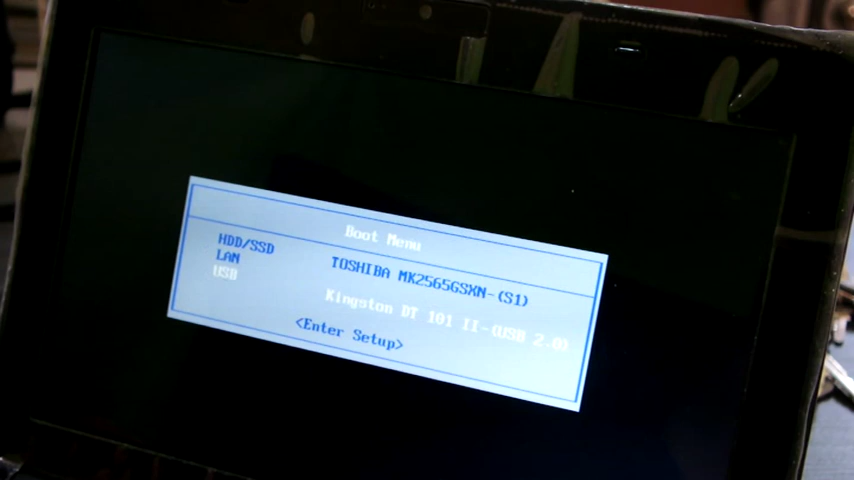 Boot Menu
HDD/SSD TOSHIBA MK2565GSXN-(S1)
LAN
USB Kingston DT 101 II-(USB 2.0)
<Enter Setup>